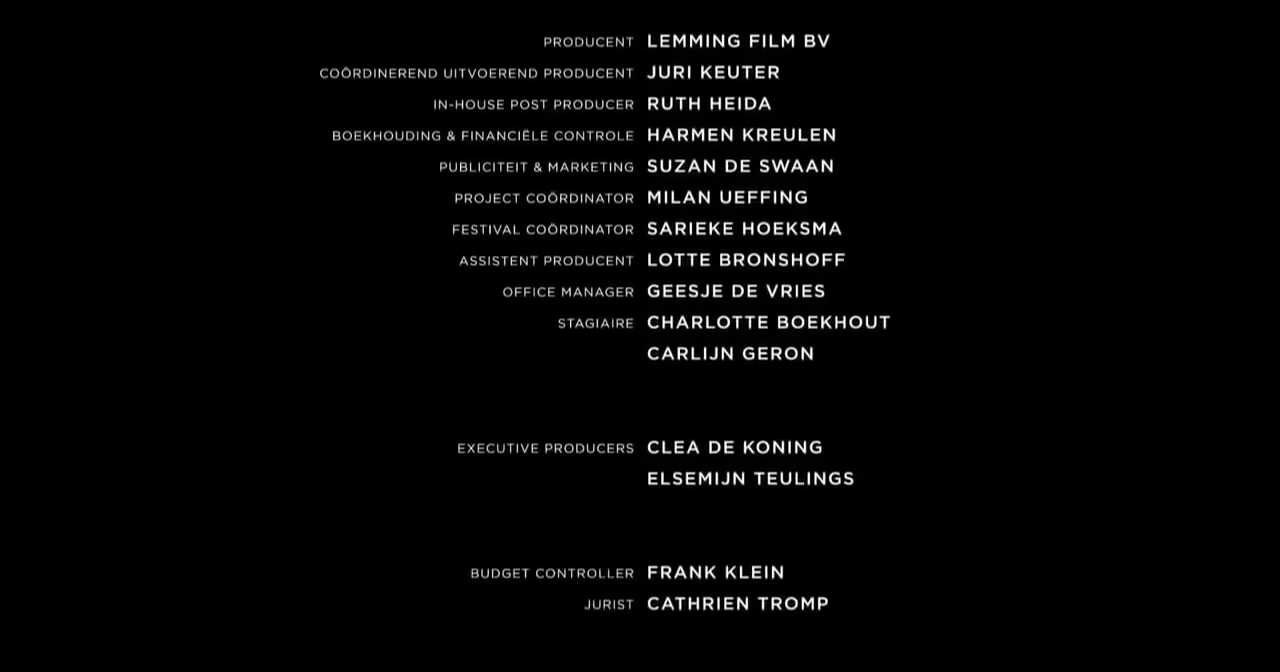 PRODUCENT LEMMING FILM BV
COÖRDINEREND UITVOEREND PRODUCENT JURI KEUTER
IN-HOUSE POST PRODUCER RUTH HEIDA
BOEKHOUDING & FINANCIËLE CONTROLE HARMEN KREULEN
PUBLICITEIT & MARKETING SUZAN DE SWAAN
PROJECT COÖRDINATOR MILAN UEFFING
FESTIVAL COÖRDINATOR SARIEKE HOEKSMA
ASSISTENT PRODUCENT LOTTE BRONSHOFF
OFFICE MANAGER GEESJE DE VRIES
STAGIAIRE CHARLOTTE BOEKHOUT
CARLIJN GERON
EXECUTIVE PRODUCERS CLEA DE KONING
ELSEMIJN TEULINGS
BUDGET CONTROLLER FRANK KLEIN
JURIST CATHRIEN TROMP